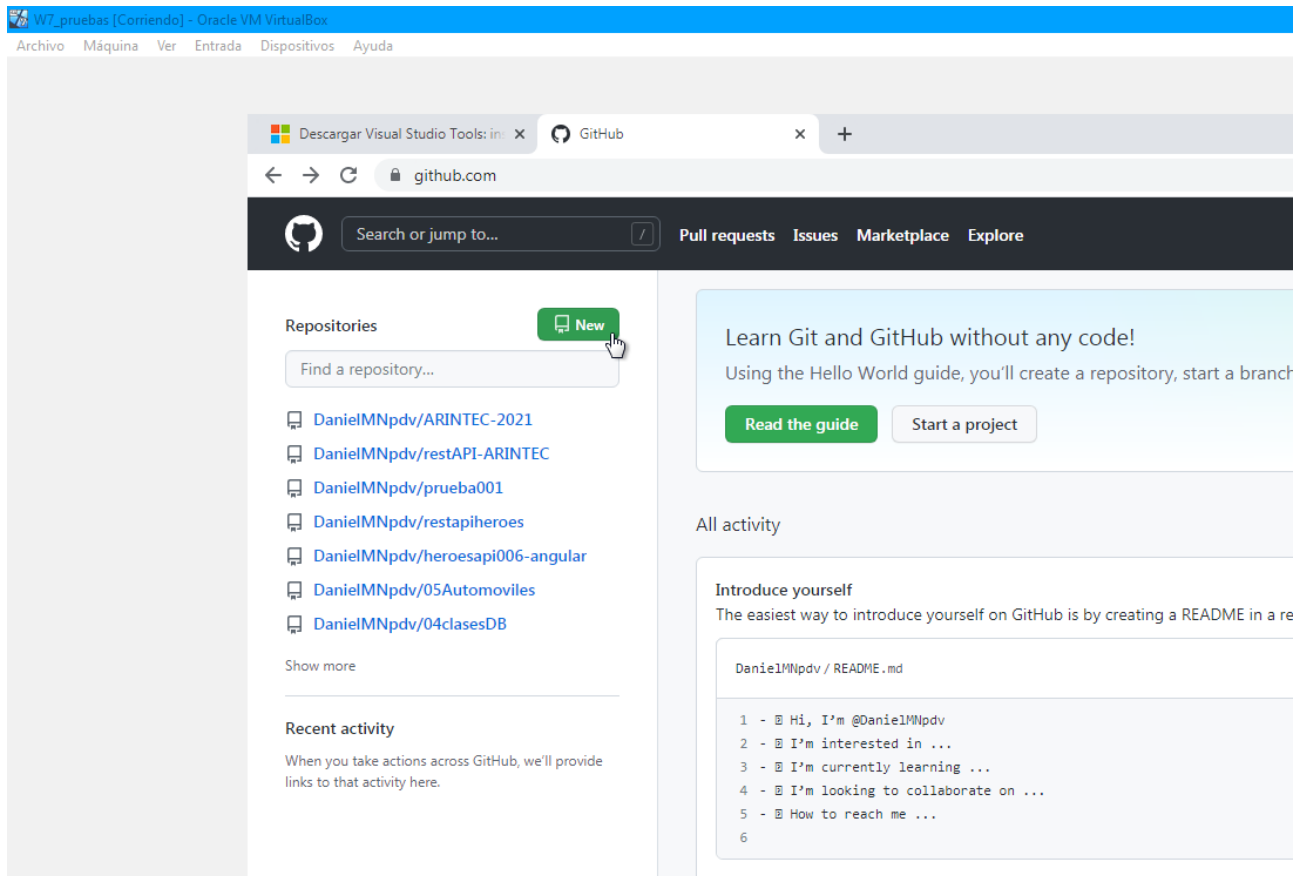 W7_pruebas [Corriendo] - Oracle VM VirtualBox
Archivo Máquina Ver Entrada Dispositivos Ayuda
Descargar Visual Studio Tools: in
GitHub
github.com
Search or jump to...
/
Pull requests Issues Marketplace Explore
Repositories
New
Find a repository...
DanielMNpdv/ARINTEC-2021
DanielMNpdv/restAPI-ARINTEC
DanielMNpdv/prueba001
DanielMNpdv/restapiheroes
DanielMNpdv/heroesapi006-angular
DanielMNpdv/05Automoviles
DanielMNpdv/04clasesDB
Show more
Recent activity
When you take actions across GitHub, we’ll provide
links to that activity here.
Learn Git and GitHub without any code!
Using the Hello World guide, you’ll create a repository, start a branch
Read the guide Start a project
All activity
Introduce yourself
The easiest way to introduce yourself on GitHub is by creating a README in a re
DanielMNpdv / README.md
1 - Hi, I’m @DanielMNpdv
2 - I’m interested in ...
3 - I’m currently learning ...
4 - I’m looking to collaborate on ...
5 - How to reach me ...
6